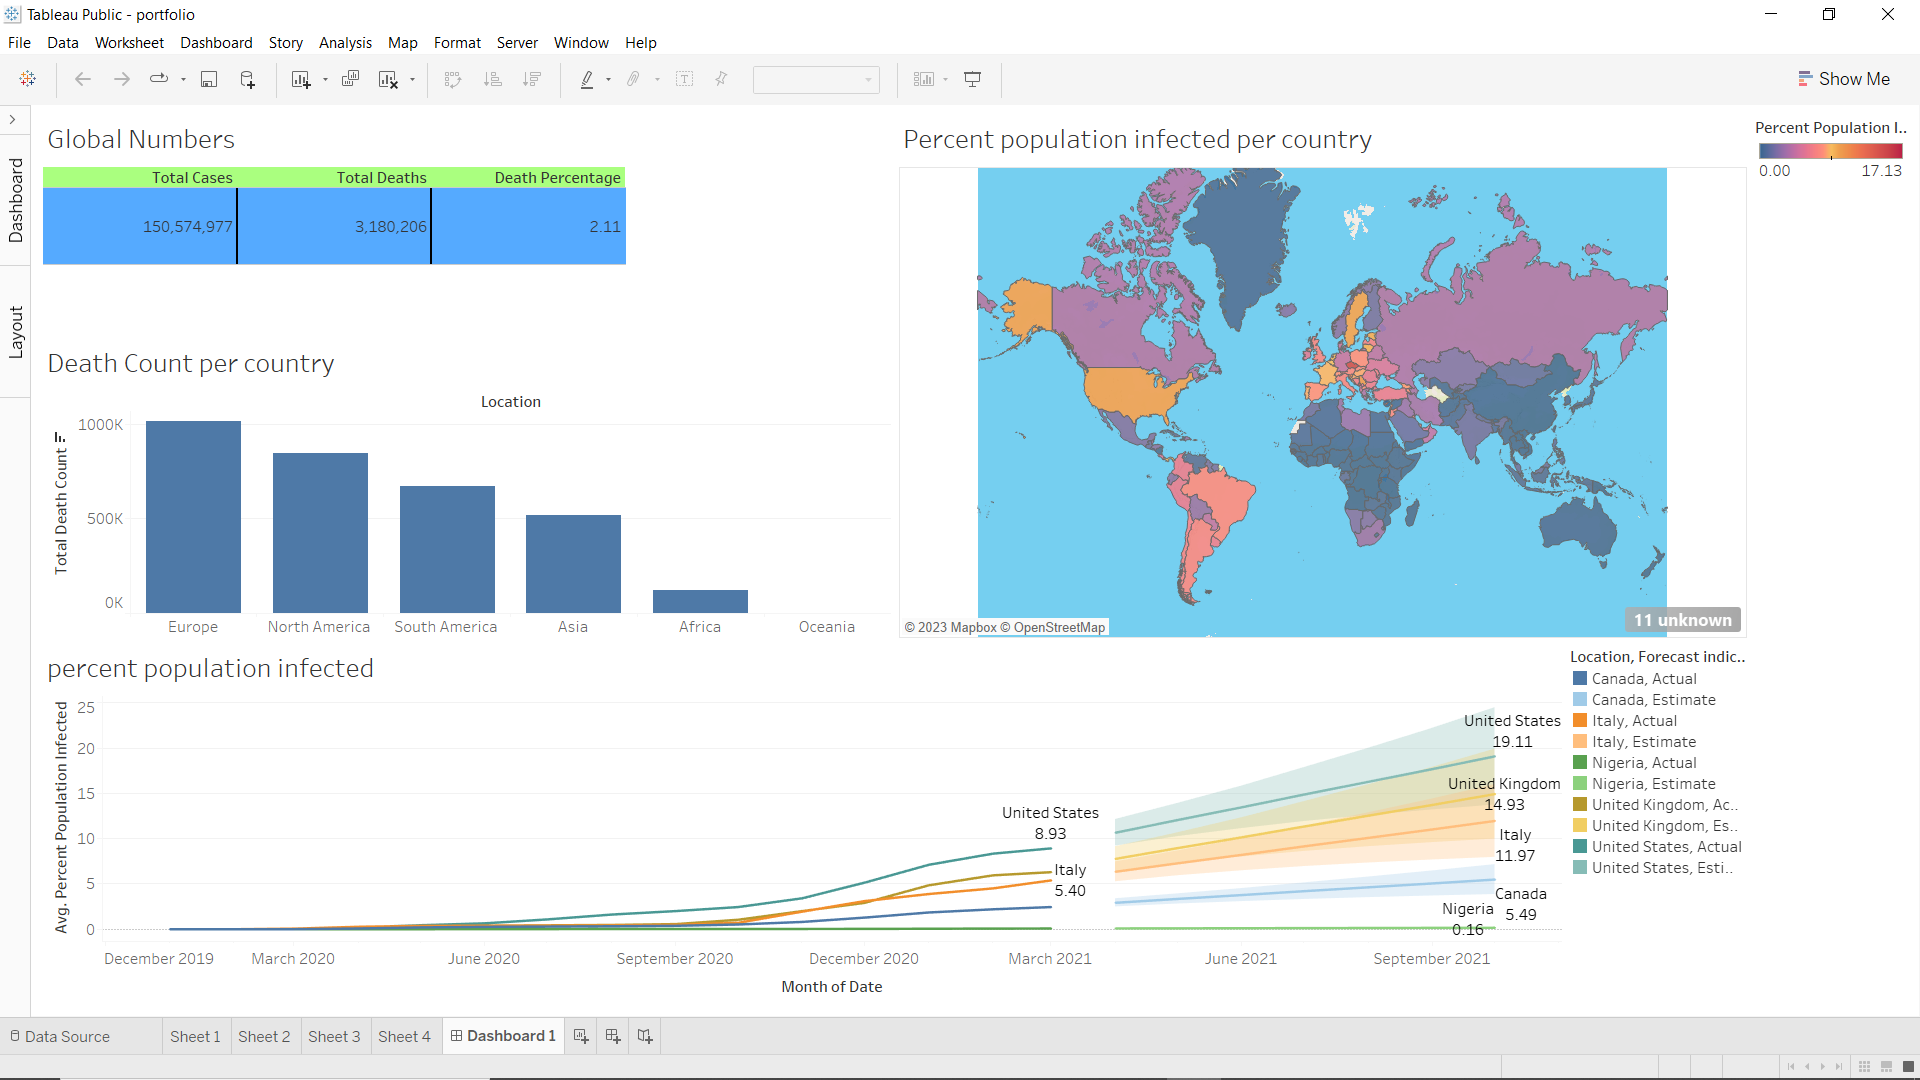 Tableau Public - portfolio
File Data Worksheet Dashboard Story Analysis Map Format Server Window Help
Show Me
Dashboard
Layout
Global Numbers
Total Cases Total Deaths Death Percentage
150,574,977 3,180,206 2.11
Death Count per country
Location
Total Death Count
1000K
500K
0K
Europe North America South America Asia Africa Oceania
Percent population infected per country
© 2023 Mapbox © OpenStreetMap
11 unknown
Percent Population I..
0.00 17.13
percent population infected
Avg. Percent Population Infected
25
20
15
10
5
0
United States
8.93
Italy
5.40
United States
19.11
United Kingdom
14.93
Italy
11.97
Canada
5.49
Nigeria
0.16
December 2019 March 2020 June 2020 September 2020 December 2020 March 2021 June 2021 September 2021
Month of Date
Location, Forecast indic..
Canada, Actual
Canada, Estimate
Italy, Actual
Italy, Estimate
Nigeria, Actual
Nigeria, Estimate
United Kingdom, Ac..
United Kingdom, Es..
United States, Actual
United States, Esti..
Data Source Sheet 1 Sheet 2 Sheet 3 Sheet 4 Dashboard 1